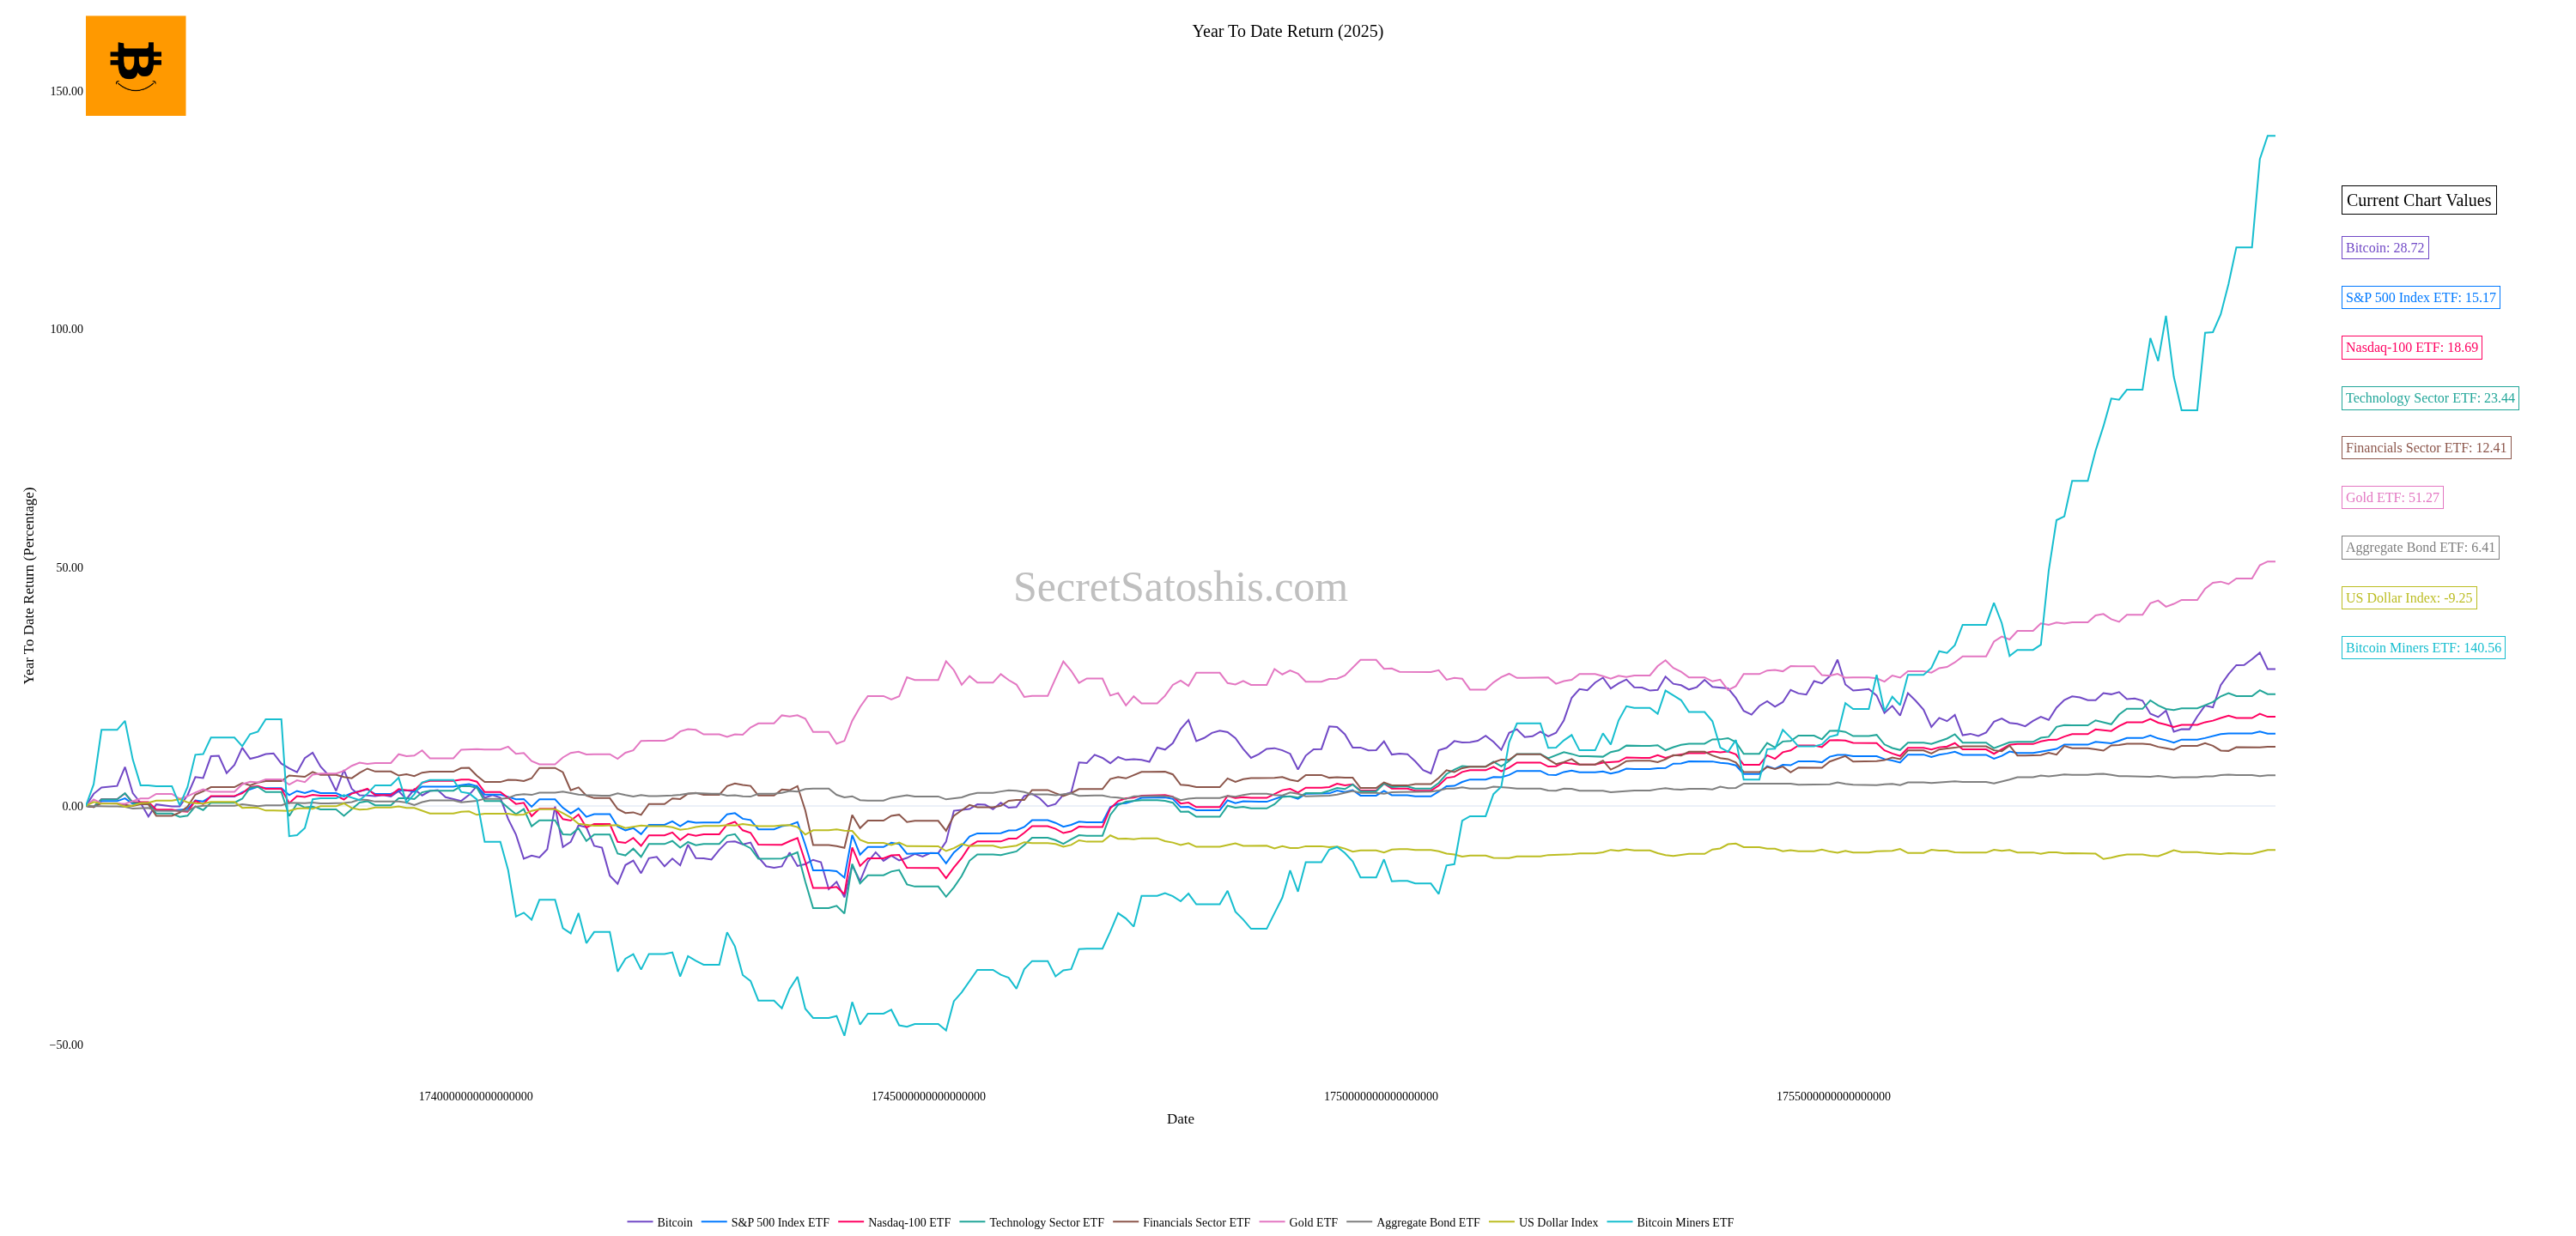 Year To Date Return (2025)
150.00
100.00
50.00
0.00
−50.00
Year To Date Return (Percentage)
SecretSatoshis.com
Current Chart Values
Bitcoin: 28.72
S&P 500 Index ETF: 15.17
Nasdaq-100 ETF: 18.69
Technology Sector ETF: 23.44
Financials Sector ETF: 12.41
Gold ETF: 51.27
Aggregate Bond ETF: 6.41
US Dollar Index: -9.25
Bitcoin Miners ETF: 140.56
1740000000000000000 1745000000000000000 1750000000000000000 1755000000000000000
Date
Bitcoin S&P 500 Index ETF Nasdaq-100 ETF Technology Sector ETF Financials Sector ETF Gold ETF Aggregate Bond ETF US Dollar Index Bitcoin Miners ETF